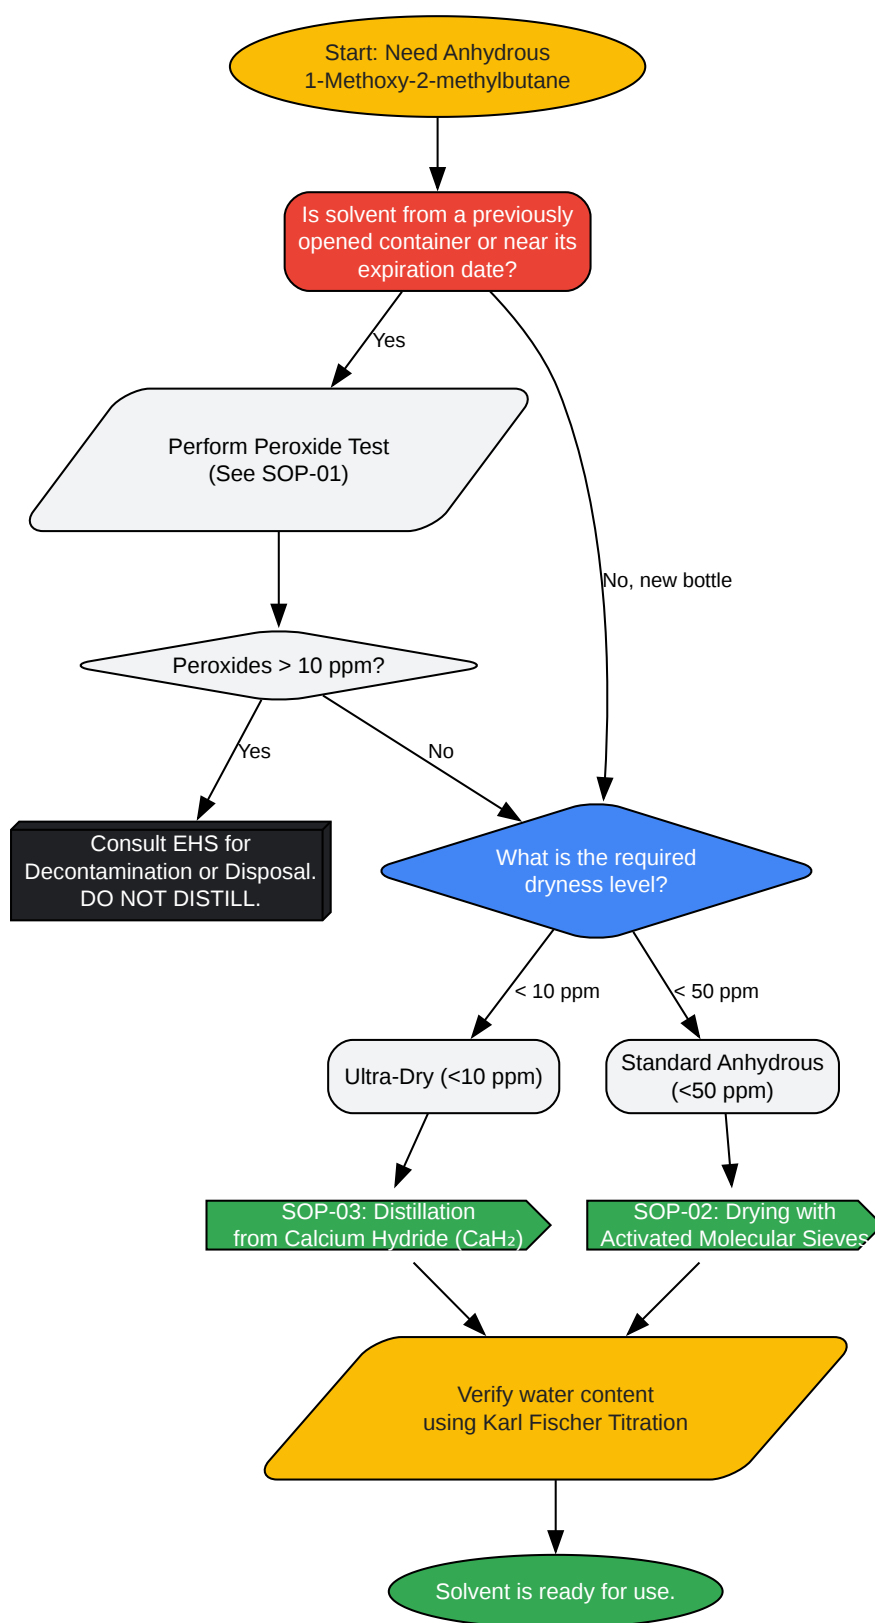 Start: Need Anhydrous
1-Methoxy-2-methylbutane
Is solvent from a previously
opened container or near its
expiration date?
Yes
Perform Peroxide Test
(See SOP-01)
No, new bottle
Peroxides > 10 ppm?
Yes
No
Consult EHS for
Decontamination or Disposal.
DO NOT DISTILL.
What is the required
dryness level?
< 10 ppm
< 50 ppm
Ultra-Dry (<10 ppm)
Standard Anhydrous
(<50 ppm)
SOP-03: Distillation
from Calcium Hydride (CaH₂)
SOP-02: Drying with
Activated Molecular Sieves
Verify water content
using Karl Fischer Titration
Solvent is ready for use.